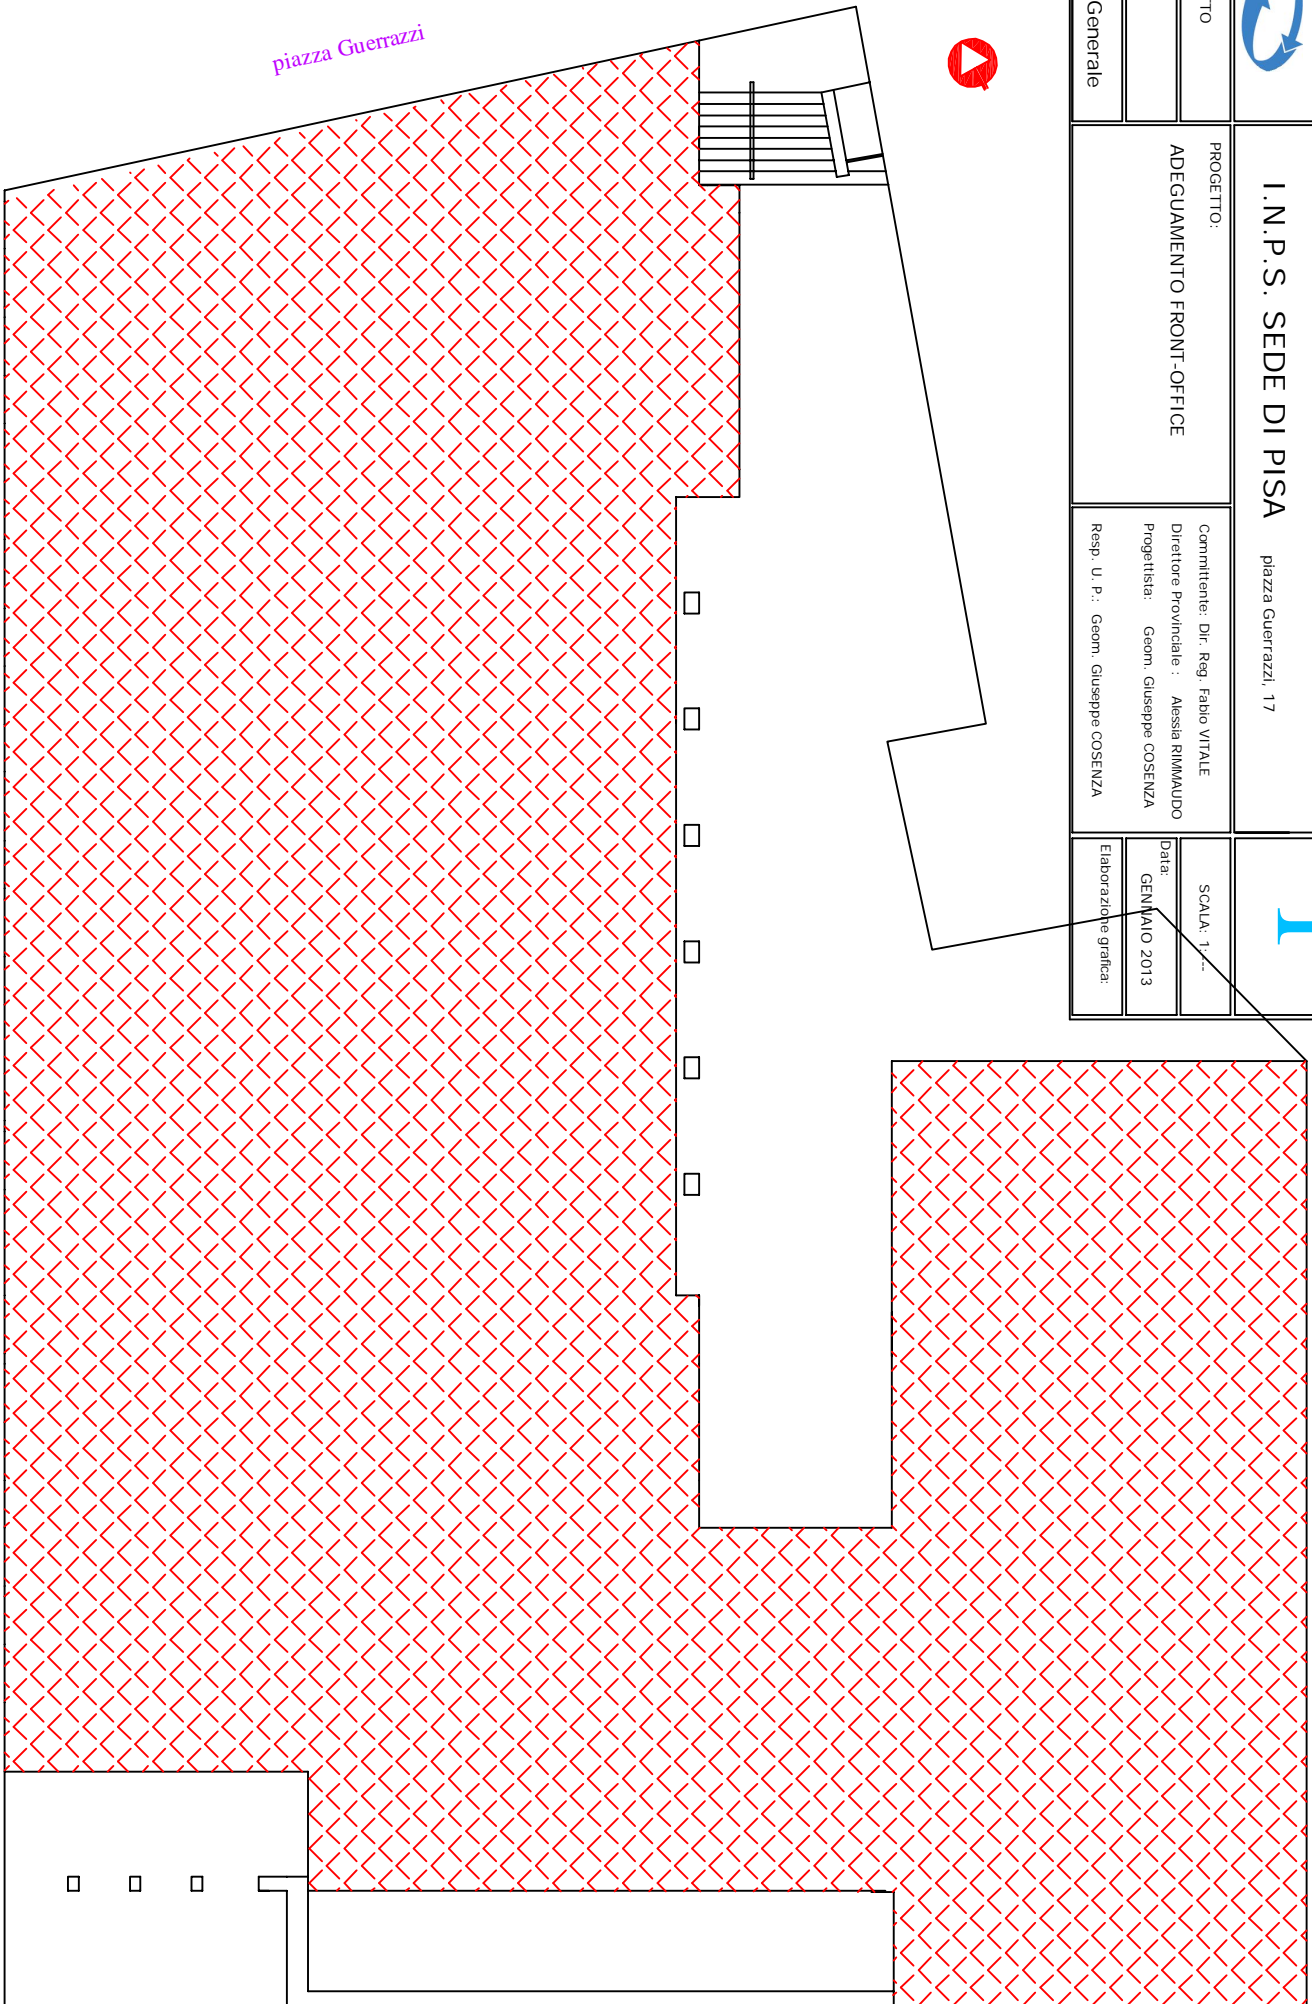 piazza Guerrazzi
I.N.P.S. SEDE DI PISA piazza Guerrazzi, 17
TO
Generale
PROGETTO:
ADEGUAMENTO FRONT-OFFICE
Committente: Dir. Reg. Fabio VITALE
Direttore Provinciale : Alessia RIMMAUDO
Progettista: Geom. Giuseppe COSENZA
Resp. U. P.: Geom. Giuseppe COSENZA
I
SCALA: 1:---
Data:
GENNAIO 2013
Elaborazione grafica: